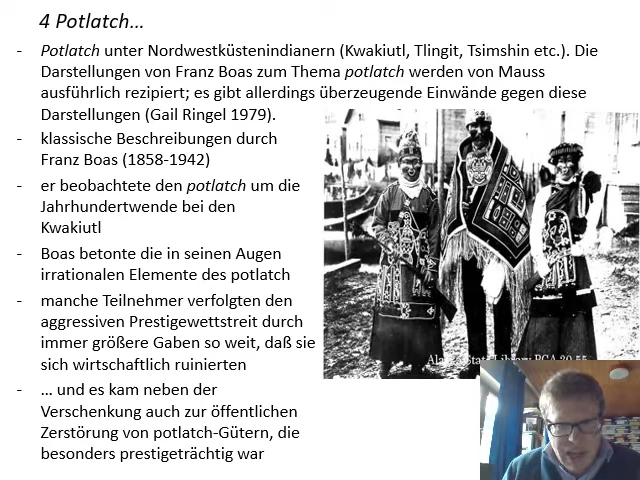 4 Potlatch…
- Potlatch unter Nordwestküstenindianern (Kwakiutl, Tlingit, Tsimshin etc.). Die
Darstellungen von Franz Boas zum Thema potlatch werden von Mauss
ausführlich rezipiert; es gibt allerdings überzeugende Einwände gegen diese
Darstellungen (Gail Ringel 1979).
- klassische Beschreibungen durch
Franz Boas (1858-1942)
- er beobachtete den potlatch um die
Jahrhundertwende bei den
Kwakiutl
- Boas betonte die in seinen Augen
irrationalen Elemente des potlatch
- manche Teilnehmer verfolgten den
aggressiven Prestigewettstreit durch
immer größere Gaben so weit, daß sie
sich wirtschaftlich ruinierten
- … und es kam neben der
Verschenkung auch zur öffentlichen
Zerstörung von potlatch-Gütern, die
besonders prestigeträchtig war
Library PCA